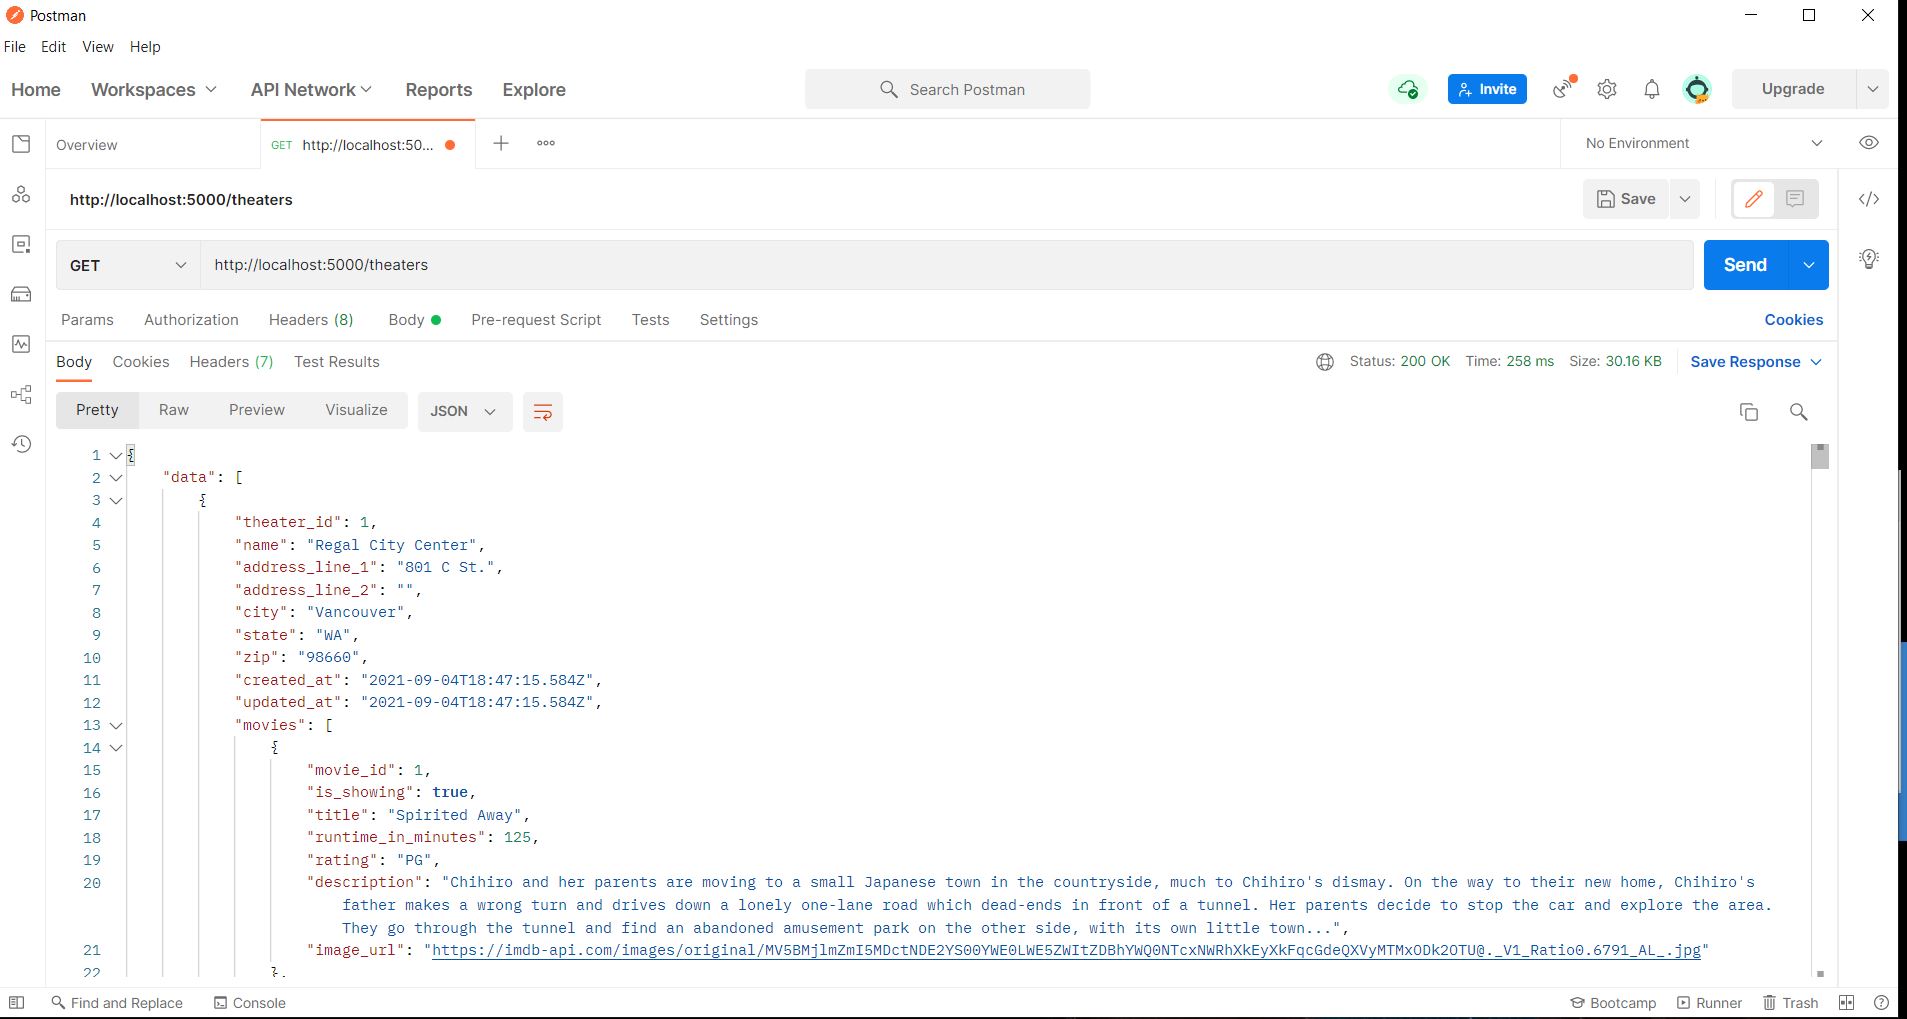 Postman
File Edit View Help
Home Workspaces API Network Reports Explore Search Postman Invite Upgrade
Overview GET http://localhost:50... No Environment
http://localhost:5000/theaters Save
GET http://localhost:5000/theaters Send
Params Authorization Headers (8) Body Pre-request Script Tests Settings Cookies
Body Cookies Headers (7) Test Results Status: 200 OK Time: 258 ms Size: 30.16 KB Save Response
Pretty Raw Preview Visualize JSON
1 {
2 "data": [
3 {
4 "theater_id": 1,
5 "name": "Regal City Center",
6 "address_line_1": "801 C St.",
7 "address_line_2": "",
8 "city": "Vancouver",
9 "state": "WA",
10 "zip": "98660",
11 "created_at": "2021-09-04T18:47:15.584Z",
12 "updated_at": "2021-09-04T18:47:15.584Z",
13 "movies": [
14 {
15 "movie_id": 1,
16 "is_showing": true,
17 "title": "Spirited Away",
18 "runtime_in_minutes": 125,
19 "rating": "PG",
20 "description": "Chihiro and her parents are moving to a small Japanese town in the countryside, much to Chihiro's dismay. On the way to their new home, Chihiro's
father makes a wrong turn and drives down a lonely one-lane road which dead-ends in front of a tunnel. Her parents decide to stop the car and explore the area.
They go through the tunnel and find an abandoned amusement park on the other side, with its own little town...",
21 "image_url": "https://imdb-api.com/images/original/MV5BMjlmZmI5MDctNDE2YS00YWE0LWE5ZWItZDBhYWQ0NTcxNWRhXkEyXkFqcGdeQXVyMTMxODk2OTU@._V1_Ratio0.6791_AL_.jpg"
22 },
Find and Replace Console Bootcamp Runner Trash